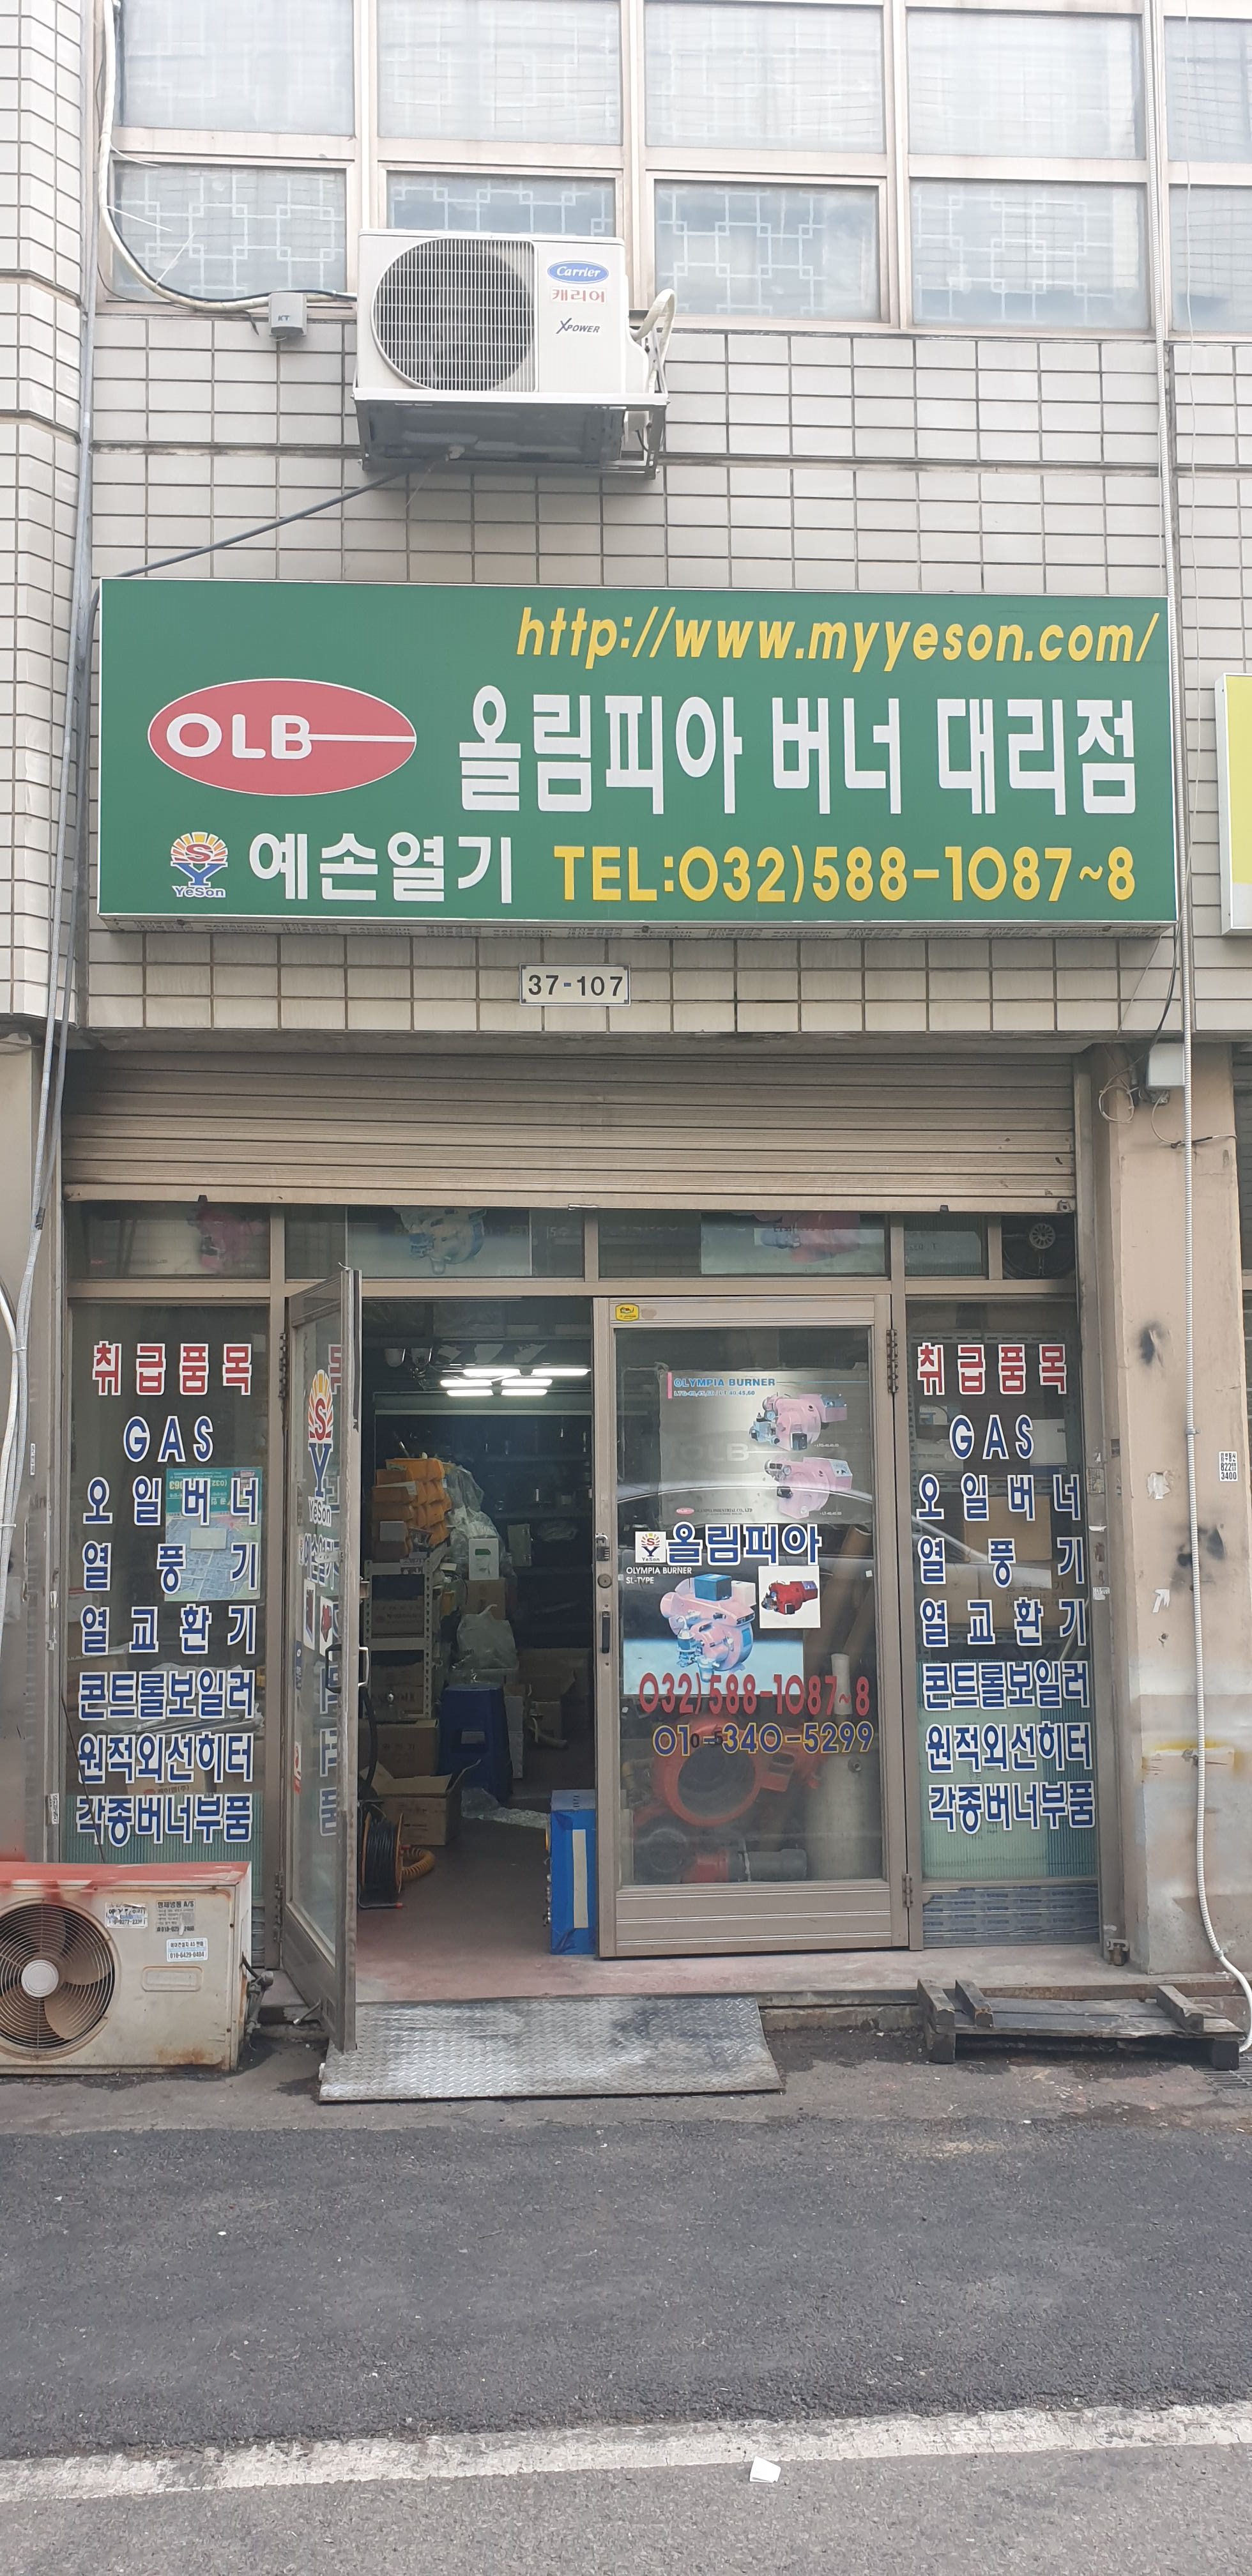 Carrier
캐리어
XPOWER
KT
http://www.myyeson.com/
OLB
올림피아 버너 대리점
YeSon
예손열기
TEL:032)588-1087~8
37-107
취급품목
GAS
오일버너
열풍기
열교환기
콘트롤보일러
원적외선히터
각종버너부품
SY
YeSon
OLYMPIA BURNER
YeSon
올림피아
OLYMPIA BURNER
SL-TYPE
032)588-1087~8
취급품목
GAS
오일버너
열풍기
열교환기
콘트롤보일러
원적외선히터
각종버너부품